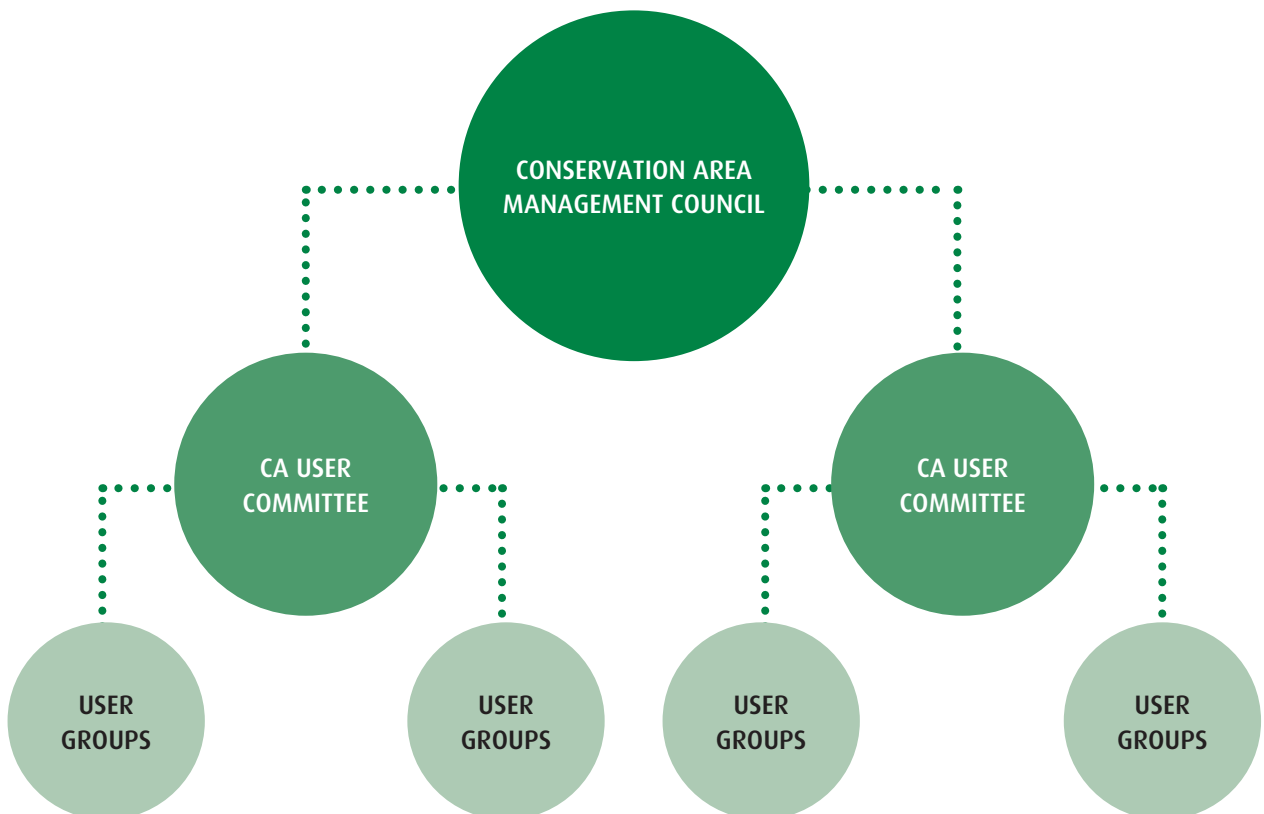 CONSERVATION AREA
MANAGEMENT COUNCIL
CA USER
COMMITTEE
CA USER
COMMITTEE
USER
GROUPS
USER
GROUPS
USER
GROUPS
USER
GROUPS